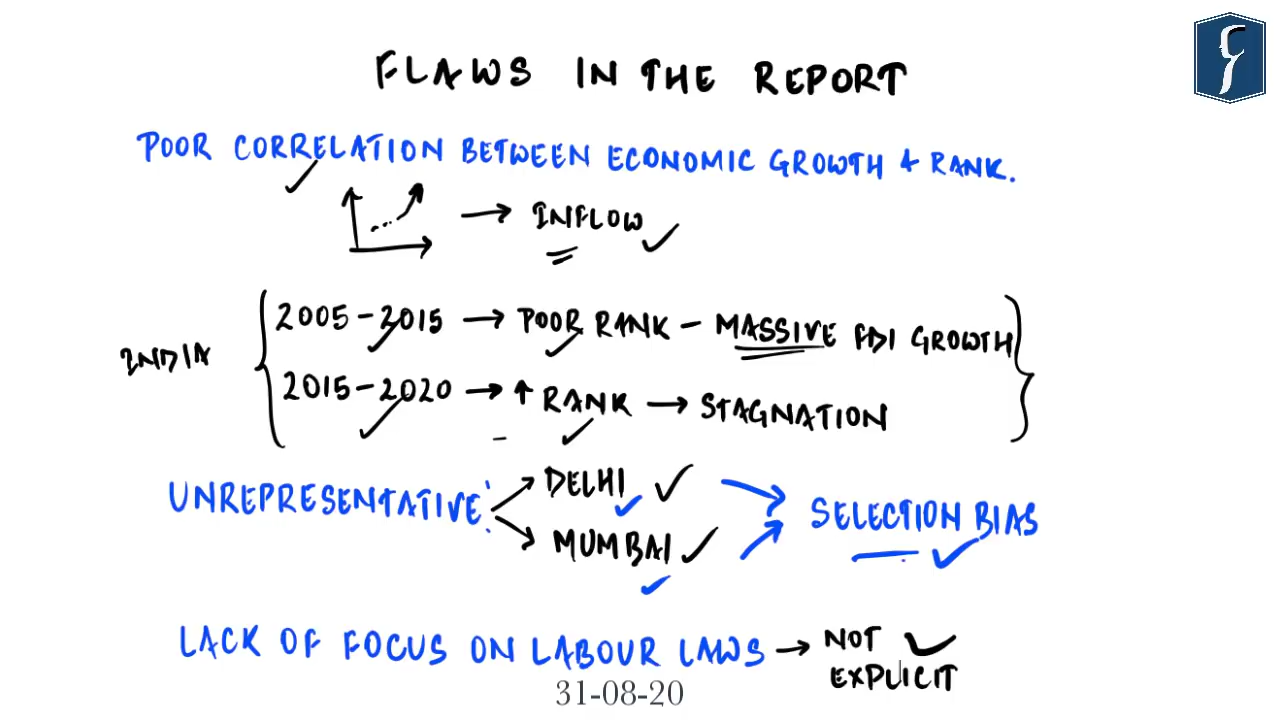 FLAWS IN THE REPORT
POOR CORRELATION BETWEEN ECONOMIC GROWTH & RANK.
→ INFLOW
INDIA
2005-2015 → POOR RANK - MASSIVE FDI GROWTH
2015-2020 → ↑ RANK → STAGNATION
UNREPRESENTATIVE:
DELHI
MUMBAI
SELECTION BIAS
LACK OF FOCUS ON LABOUR LAWS → NOT
EXPLICIT
31-08-20